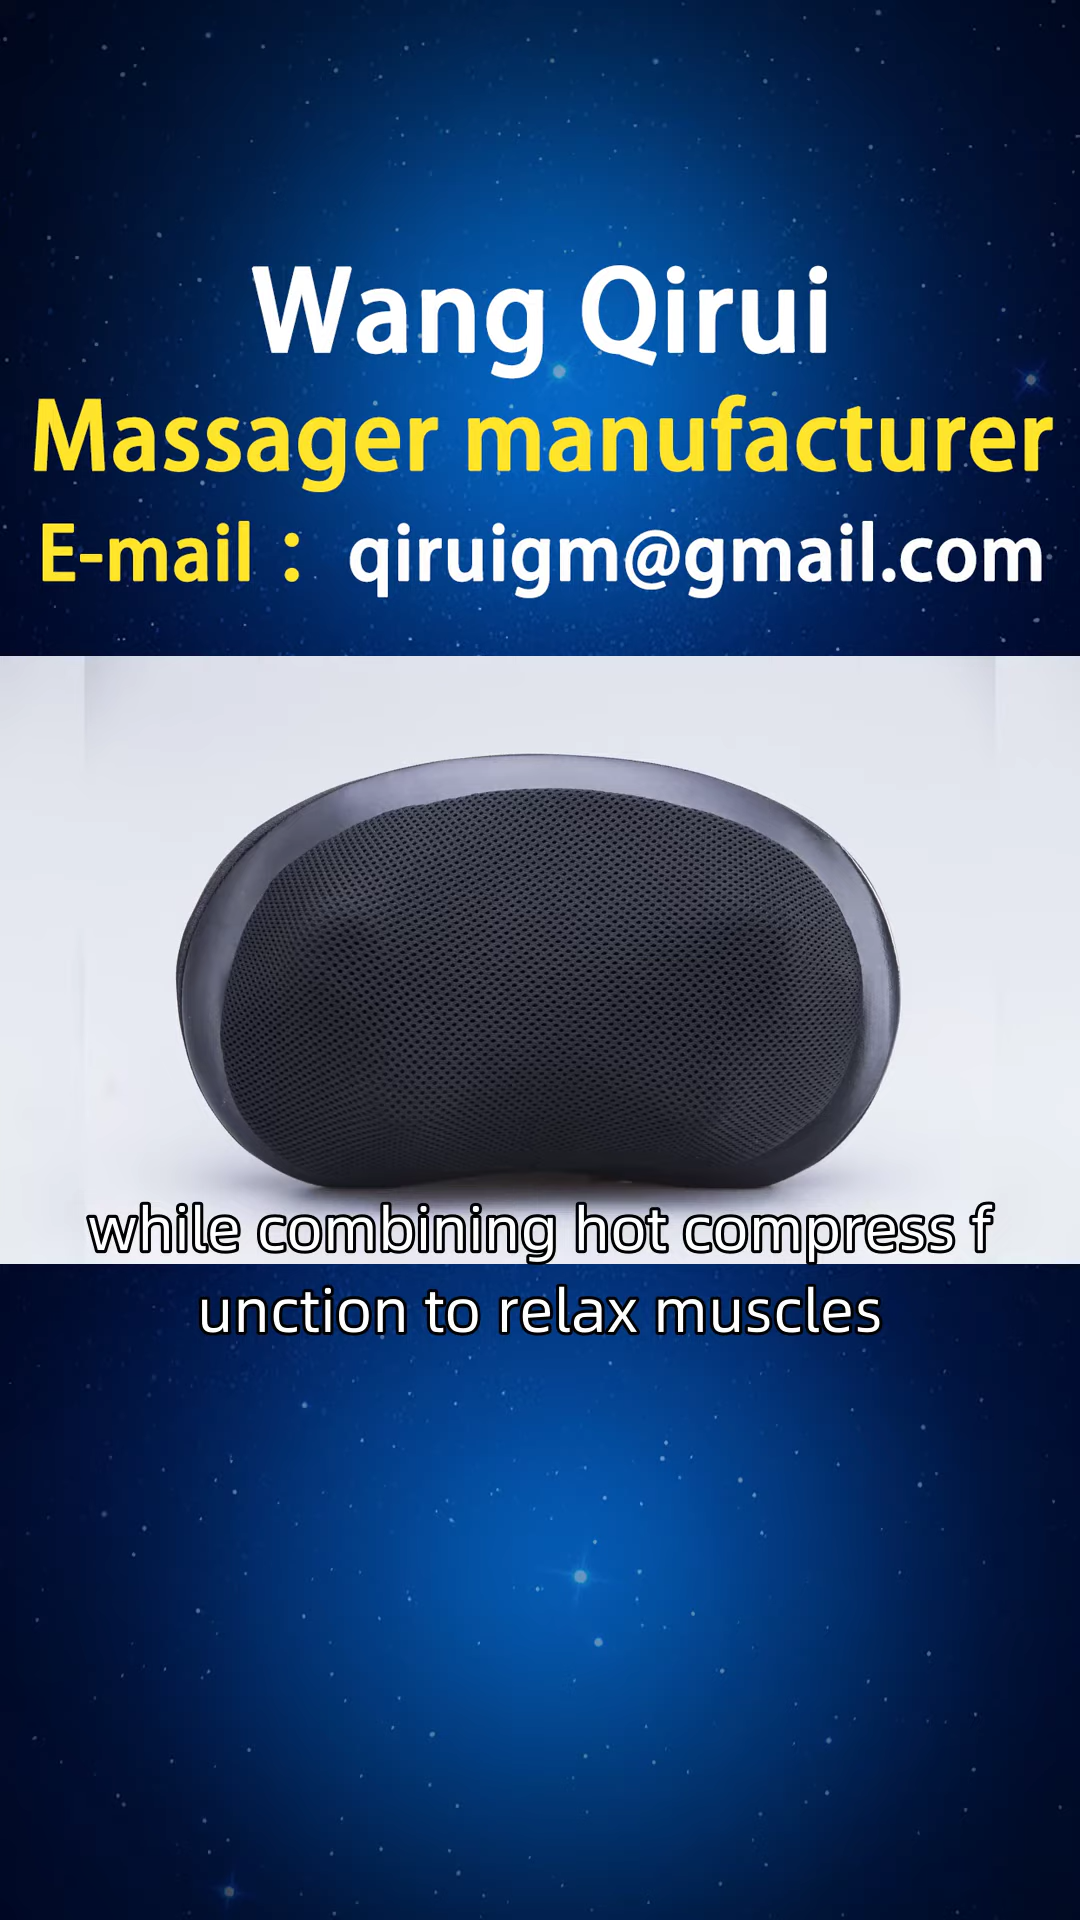 Wang Qirui
Massager manufacturer
E-mail： qiruigm@gmail.com
while combining hot compress f
unction to relax muscles